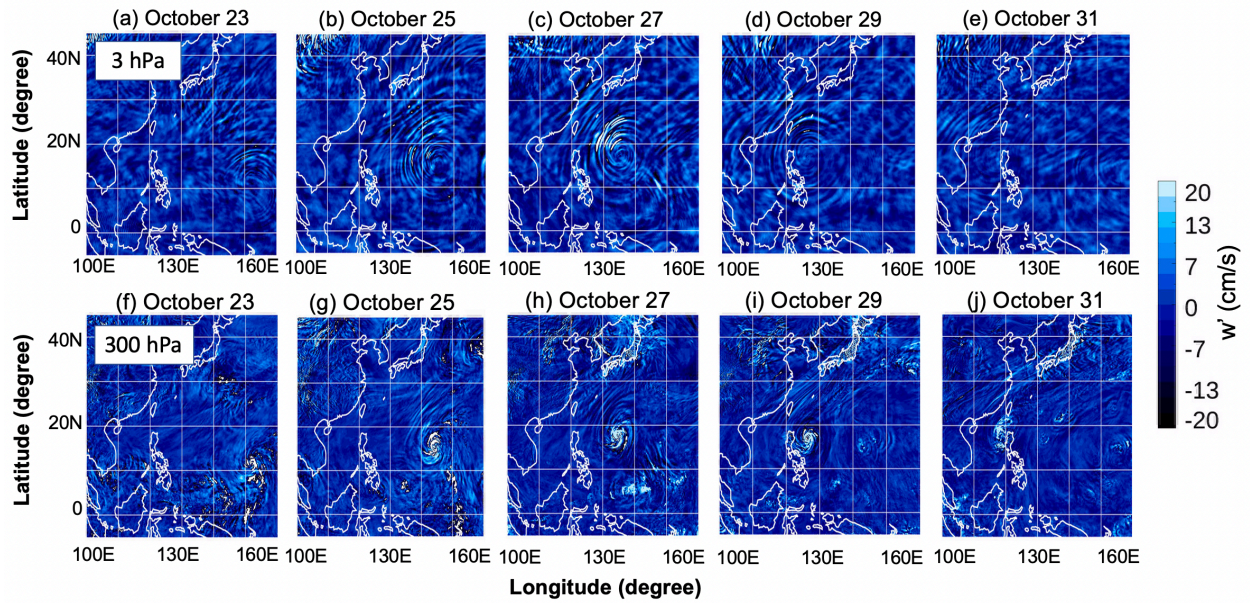 (a) October 23 (b) October 25 (c) October 27 (d) October 29 (e) October 31
3 hPa
40N
20N
0
Latitude (degree)
100E 130E 160E 100E 130E 160E 100E 130E 160E 100E 130E 160E 100E 130E 160E
(f) October 23 (g) October 25 (h) October 27 (i) October 29 (j) October 31
300 hPa
40N
20N
0
Latitude (degree)
100E 130E 160E 100E 130E 160E 100E 130E 160E 100E 130E 160E 100E 130E 160E
Longitude (degree)
20
13
7
0
-7
-13
-20
w' (cm/s)